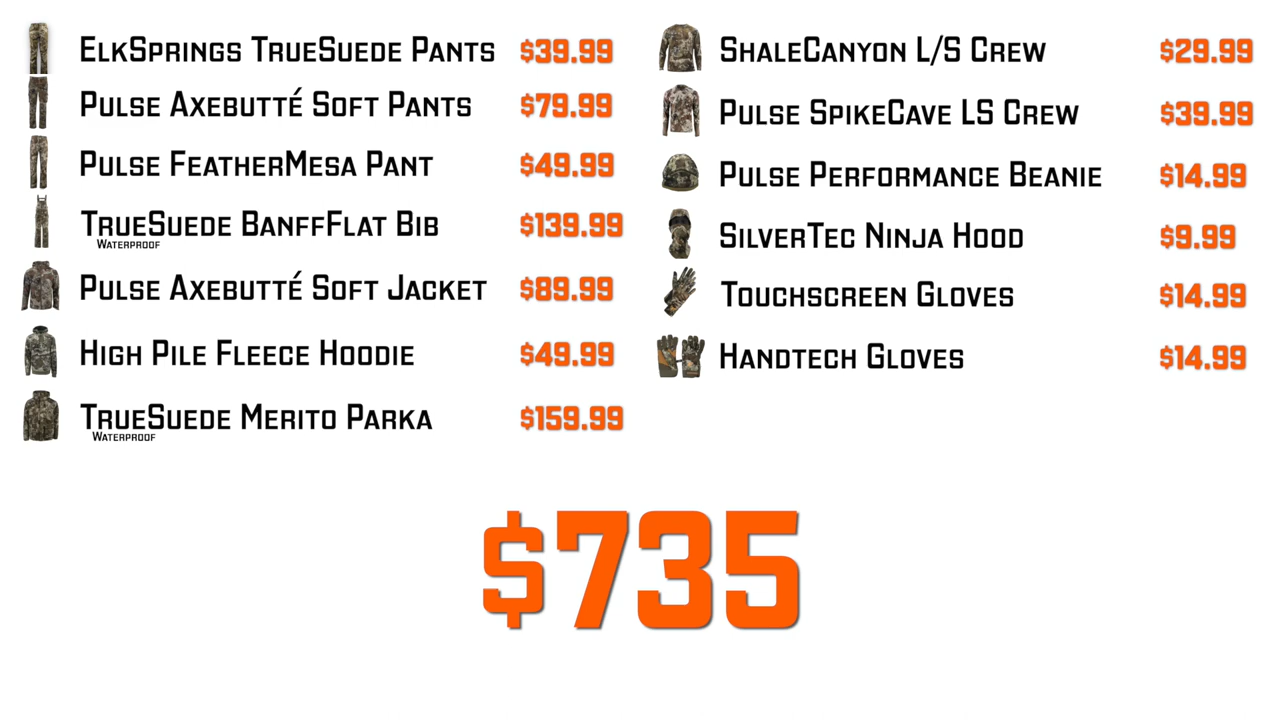 ElkSprings TrueSuede Pants $39.99
Pulse Axebutté Soft Pants $79.99
Pulse FeatherMesa Pant $49.99
TrueSuede BanffFlat Bib $139.99
Waterproof
Pulse Axebutté Soft Jacket $89.99
High Pile Fleece Hoodie $49.99
TrueSuede Merito Parka $159.99
Waterproof
ShaleCanyon L/S Crew $29.99
Pulse SpikeCave LS Crew $39.99
Pulse Performance Beanie $14.99
SilverTec Ninja Hood $9.99
Touchscreen Gloves $14.99
Handtech Gloves $14.99
$735